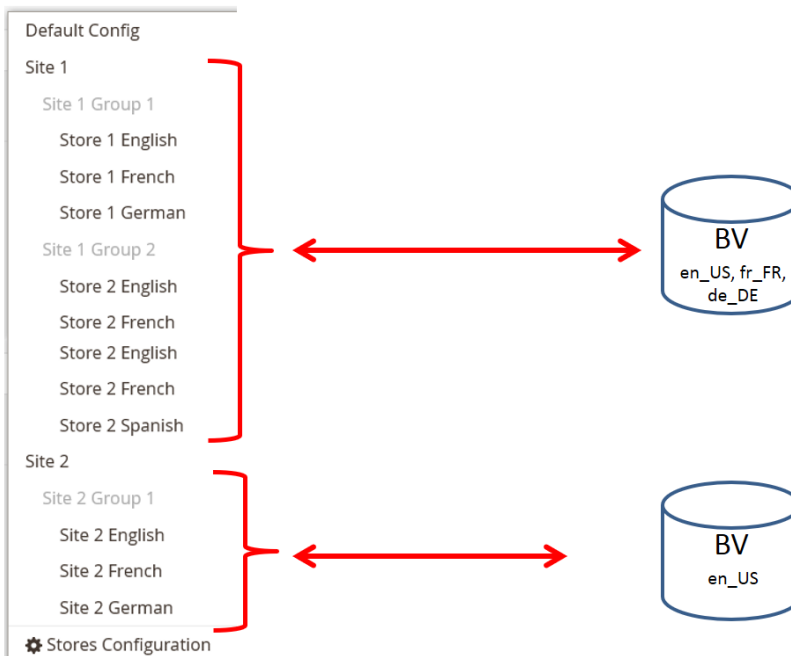 Default Config
Site 1
Site 1 Group 1
Store 1 English
Store 1 French
Store 1 German
Site 1 Group 2
Store 2 English
Store 2 French
Store 2 English
Store 2 French
Store 2 Spanish
Site 2
Site 2 Group 1
Site 2 English
Site 2 French
Site 2 German
Stores Configuration
BV
en_US, fr_FR,
de_DE
BV
en_US